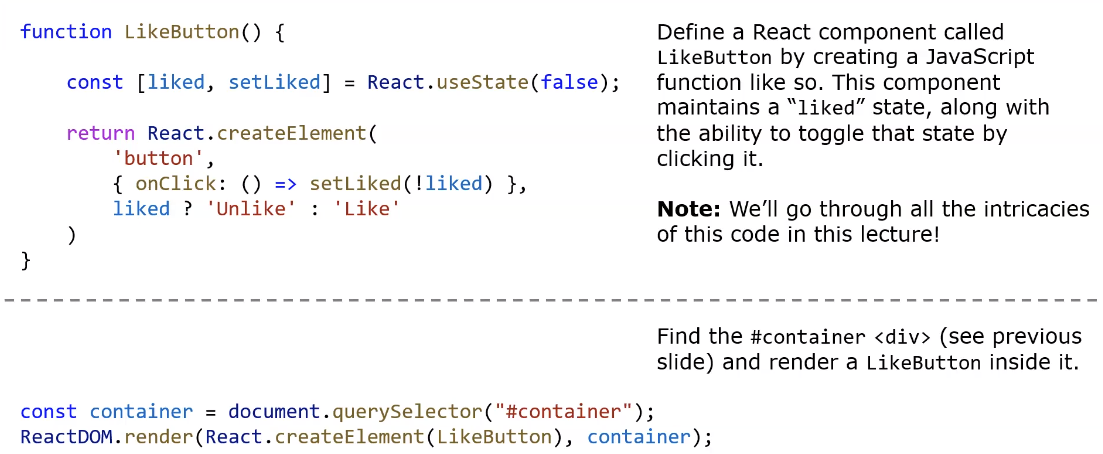 function LikeButton() {
const [liked, setLiked] = React.useState(false);
return React.createElement(
'button',
{ onClick: () => setLiked(!liked) },
liked ? 'Unlike' : 'Like'
)
}
Define a React component called
LikeButton by creating a JavaScript
function like so. This component
maintains a “liked” state, along with
the ability to toggle that state by
clicking it.
Note: We’ll go through all the intricacies
of this code in this lecture!
Find the #container <div> (see previous
slide) and render a LikeButton inside it.
const container = document.querySelector("#container");
ReactDOM.render(React.createElement(LikeButton), container);